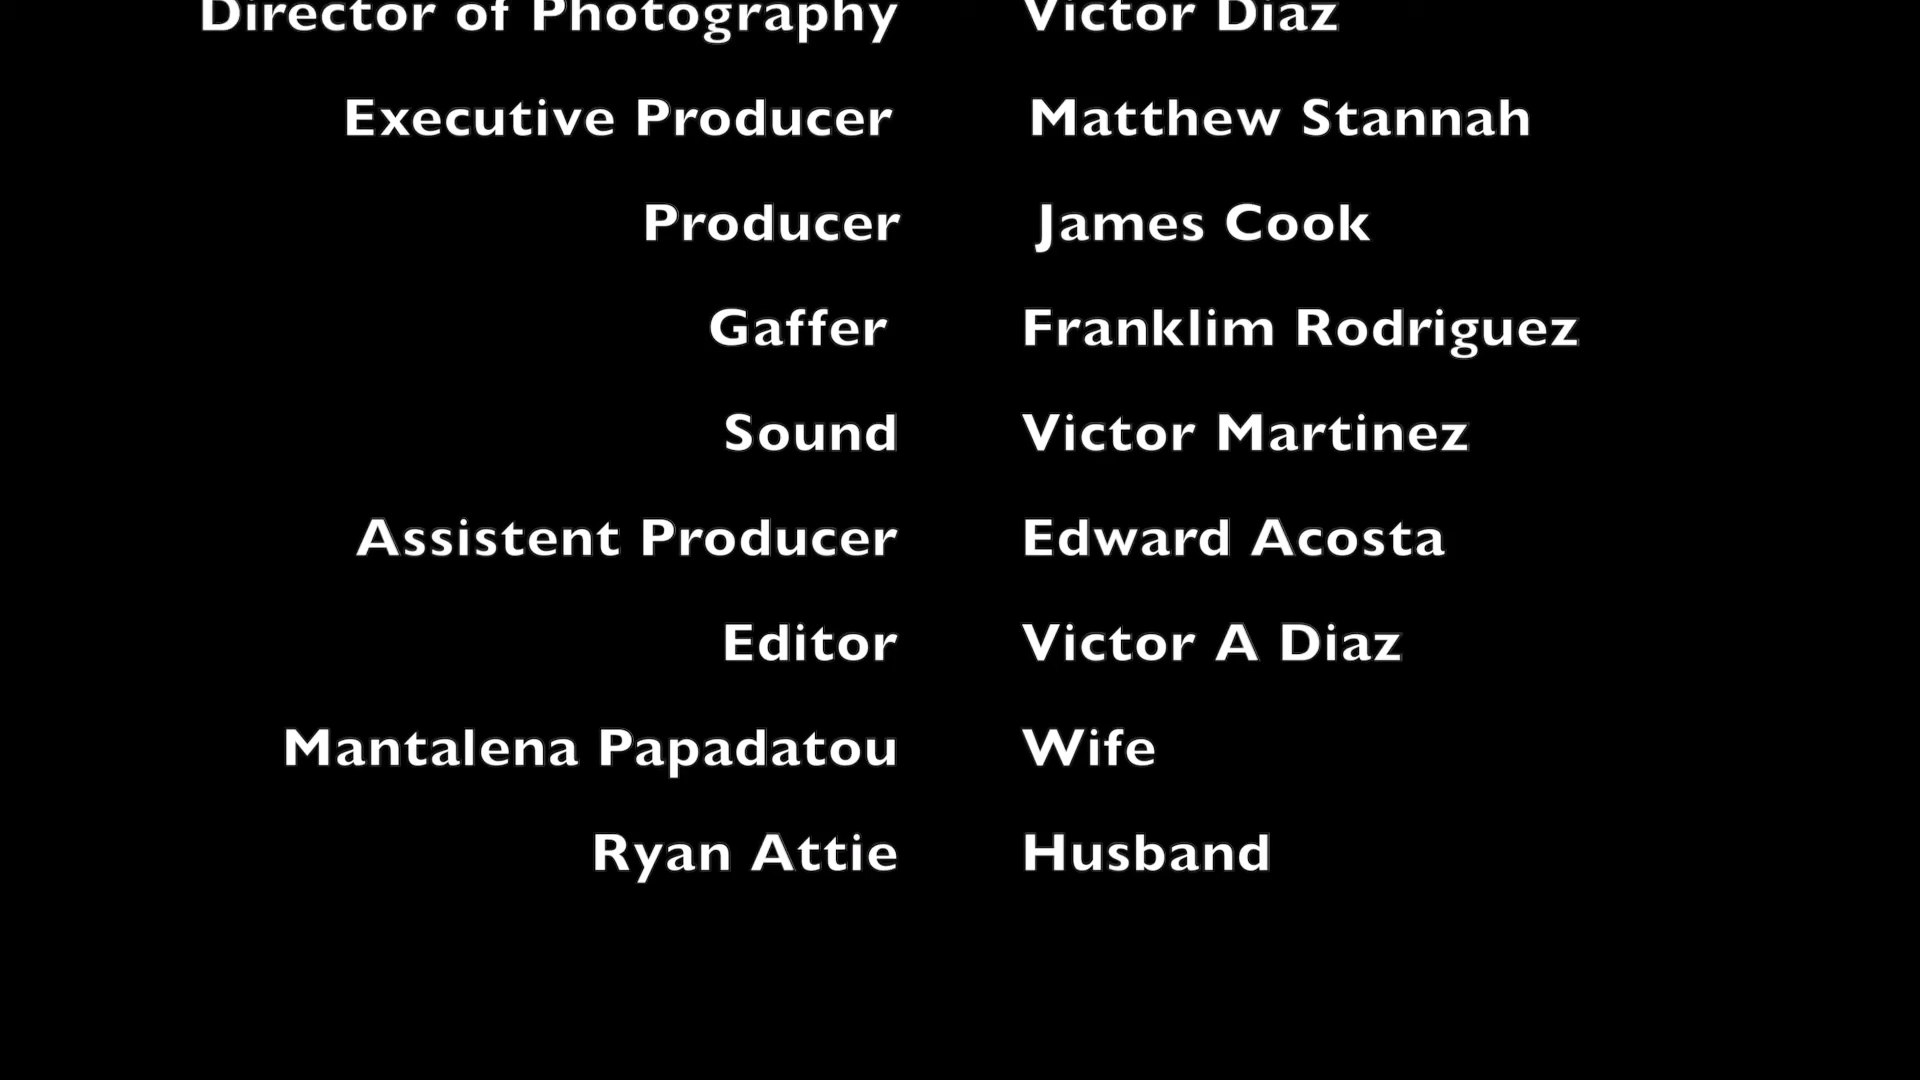 Director of Photography Victor Diaz
Executive Producer Matthew Stannah
Producer James Cook
Gaffer Franklim Rodriguez
Sound Victor Martinez
Assistent Producer Edward Acosta
Editor Victor A Diaz
Mantalena Papadatou Wife
Ryan Attie Husband